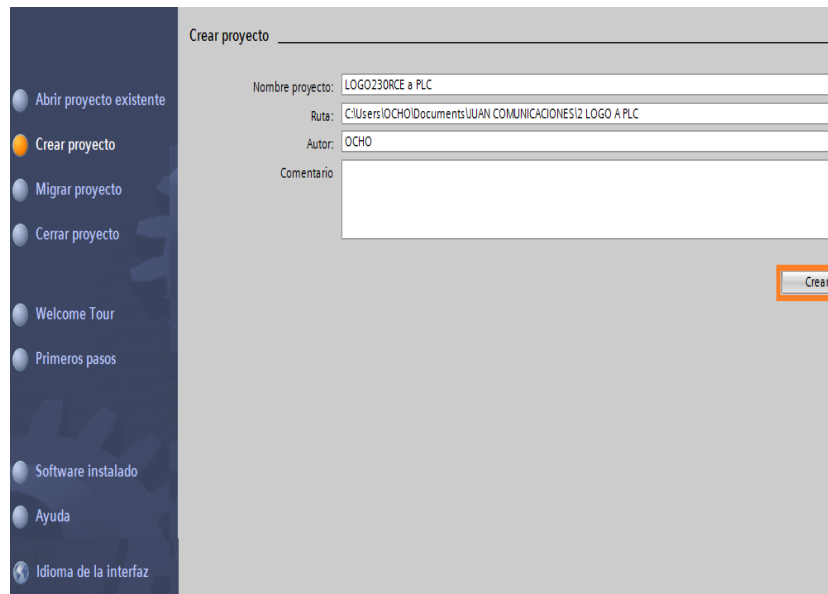 Crear proyecto
Nombre proyecto: LOGO230RCE a PLC
Ruta: C:\Users\OCHO\Documents\JUAN COMUNICACIONES\2 LOGO A PLC
Autor: OCHO
Comentario
Crear
Abrir proyecto existente
Crear proyecto
Migrar proyecto
Cerrar proyecto
Welcome Tour
Primeros pasos
Software instalado
Ayuda
Idioma de la interfaz